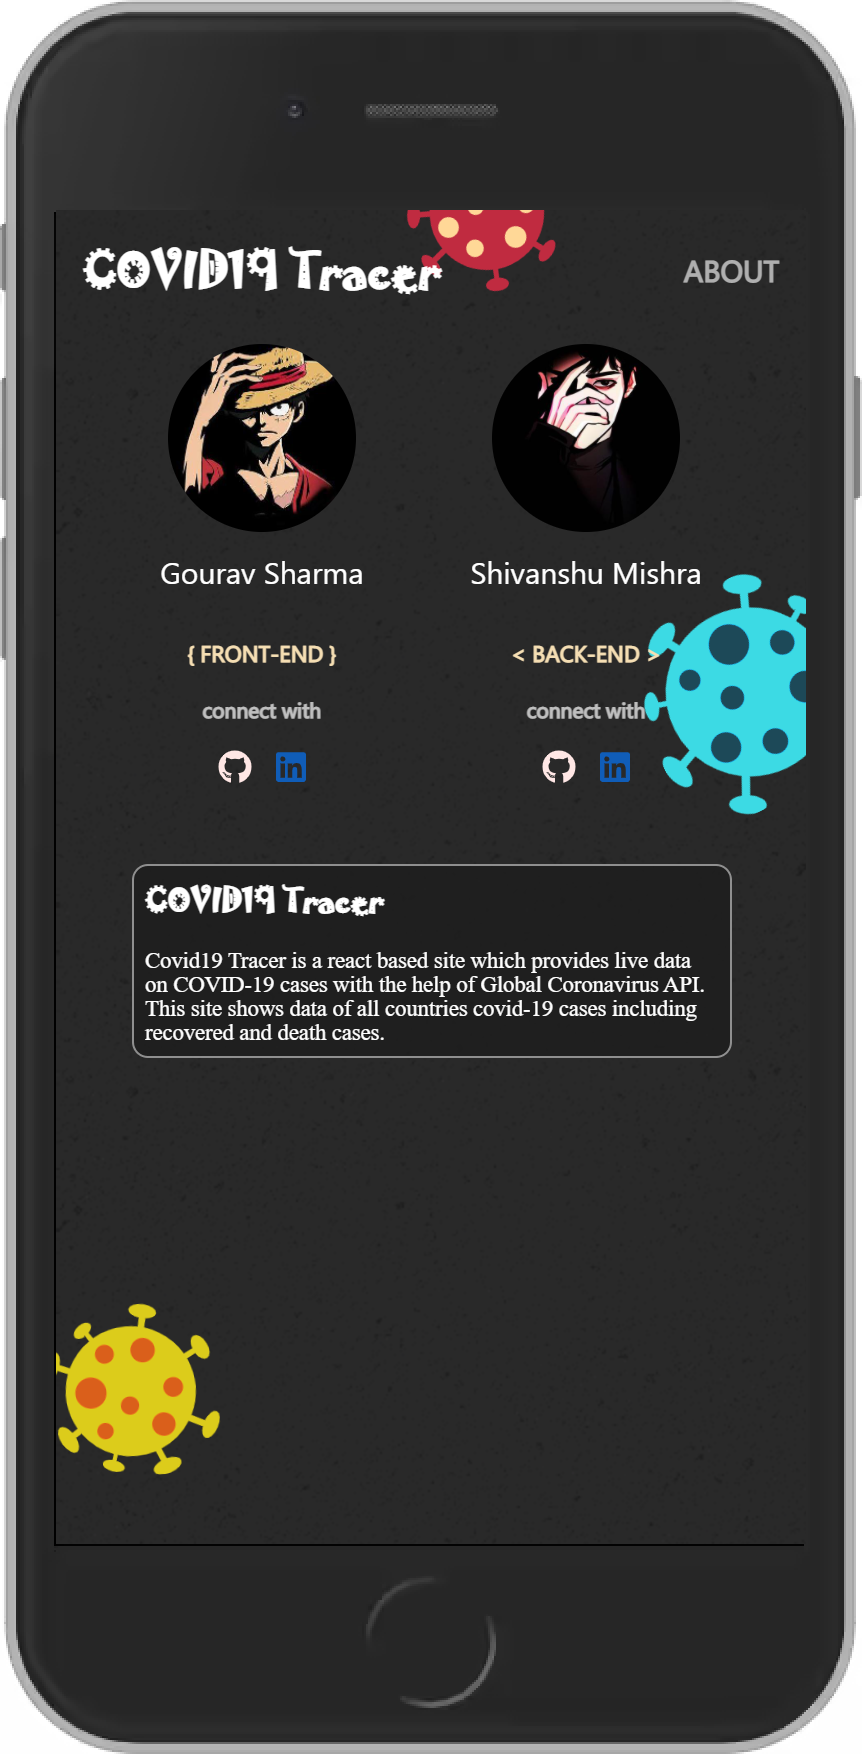 COVID19 Tracer
ABOUT
Gourav Sharma
Shivanshu Mishra
{ FRONT-END }
< BACK-END >
connect with
connect with
in
in
COVID19 Tracer
Covid19 Tracer is a react based site which provides live data
on COVID-19 cases with the help of Global Coronavirus API.
This site shows data of all countries covid-19 cases including
recovered and death cases.